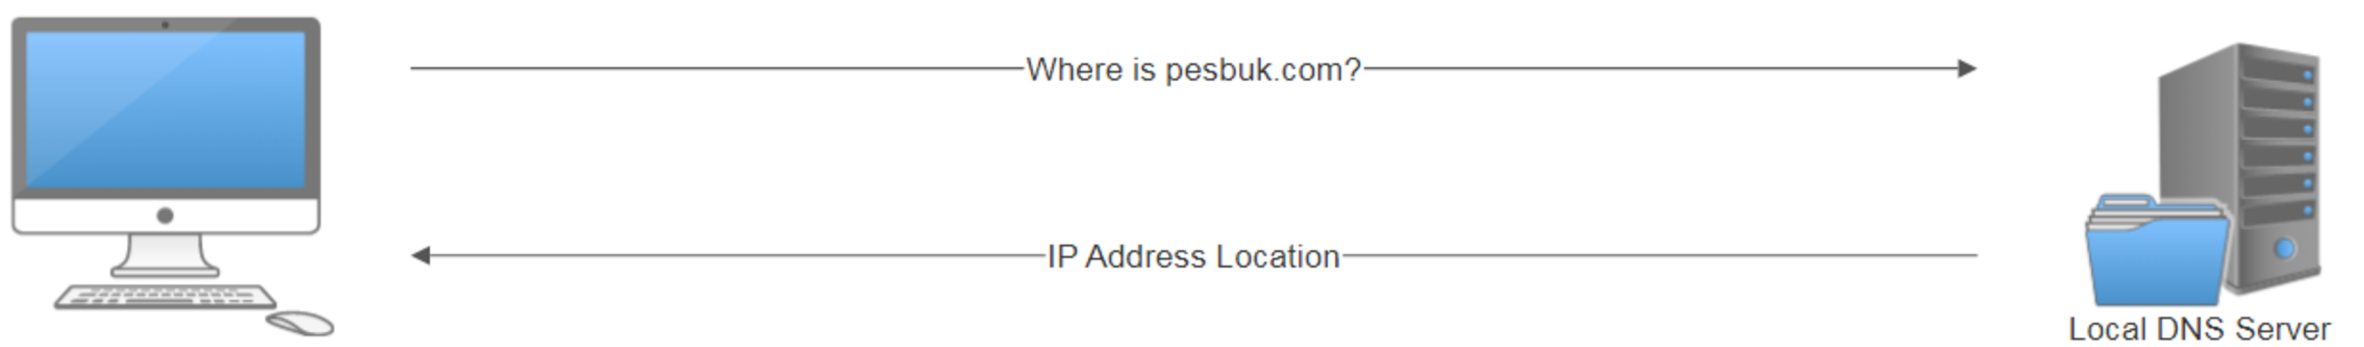 Where is pesbuk.com?
IP Address Location
Local DNS Server